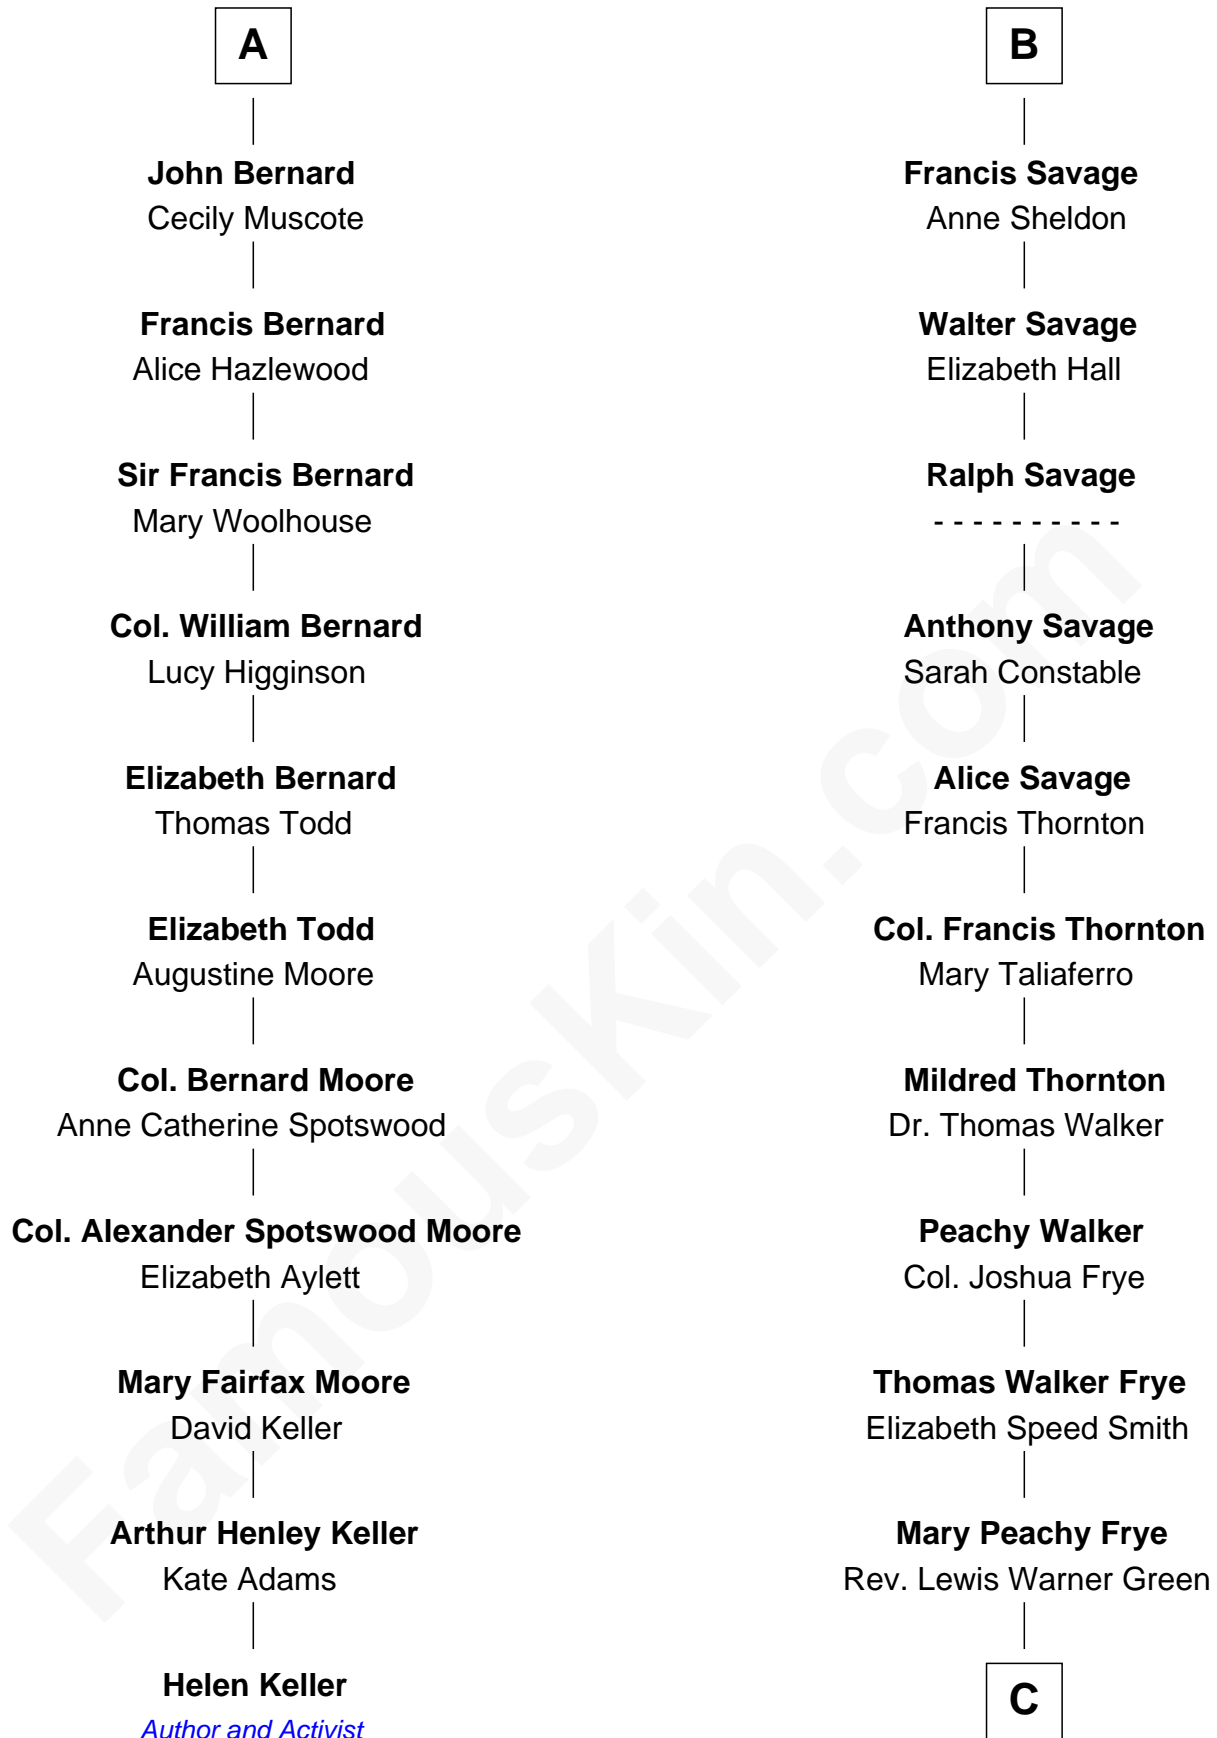 A
John Bernard
Cecily Muscote
Francis Bernard
Alice Hazlewood
Sir Francis Bernard
Mary Woolhouse
Col. William Bernard
Lucy Higginson
Elizabeth Bernard
Thomas Todd
Elizabeth Todd
Augustine Moore
Col. Bernard Moore
Anne Catherine Spotswood
Col. Alexander Spotswood Moore
Elizabeth Aylett
Mary Fairfax Moore
David Keller
Arthur Henley Keller
Kate Adams
Helen Keller
Author and Activist
B
Francis Savage
Anne Sheldon
Walter Savage
Elizabeth Hall
Ralph Savage
- - - - - - - - - -
Anthony Savage
Sarah Constable
Alice Savage
Francis Thornton
Col. Francis Thornton
Mary Taliaferro
Mildred Thornton
Dr. Thomas Walker
Peachy Walker
Col. Joshua Frye
Thomas Walker Frye
Elizabeth Speed Smith
Mary Peachy Frye
Rev. Lewis Warner Green
C
FamousKin.com